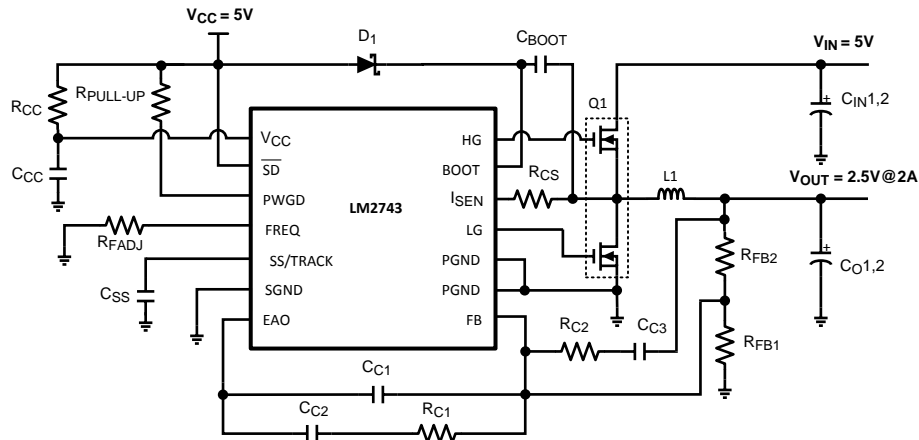 VCC = 5V
D1
CBOOT
VIN = 5V
RCC
RPULL-UP
Q1
+
CIN1,2
VCC
HG
CCC
SD
BOOT
RCS
L1
VOUT = 2.5V@2A
PWGD
LM2743
ISEN
FREQ
LG
RFADJ
+
RFB2
CO1,2
SS/TRACK
PGND
CSS
SGND
PGND
RC2
CC3
EAO
FB
RFB1
CC1
CC2
RC1